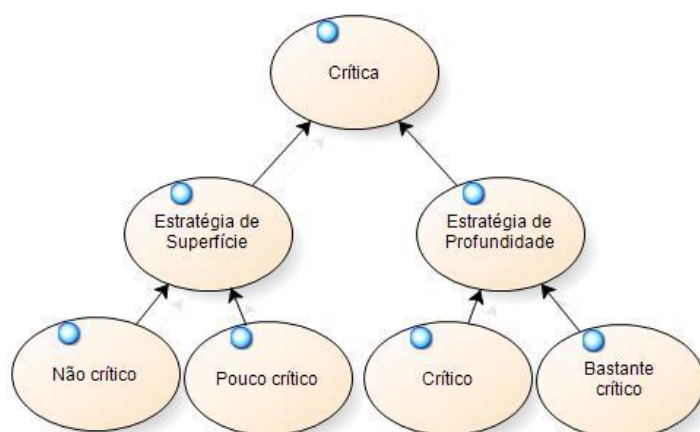 Crítica
Estratégia de
Superfície
Estratégia de
Profundidade
Não crítico
Pouco crítico
Crítico
Bastante
crítico